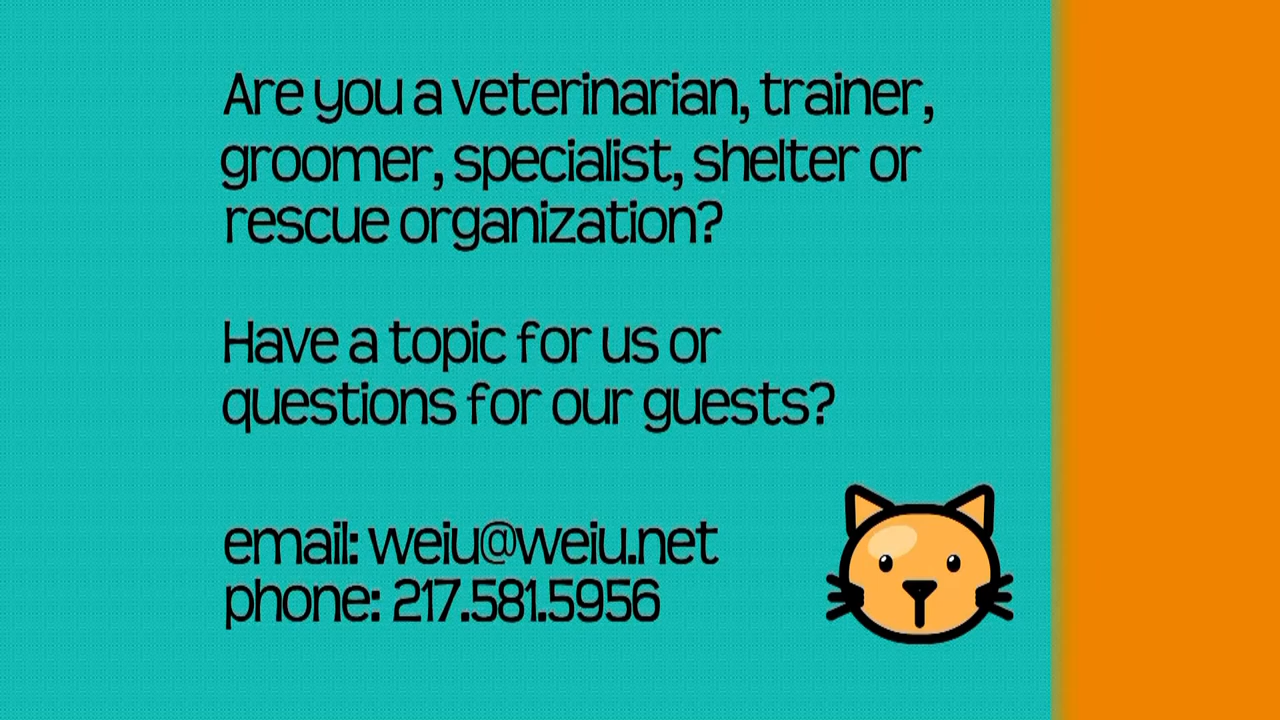 Are you a veterinarian, trainer,
groomer, specialist, shelter or
rescue organization?
Have a topic for us or
questions for our guests?
email: weiu@weiu.net
phone: 217.581.5956